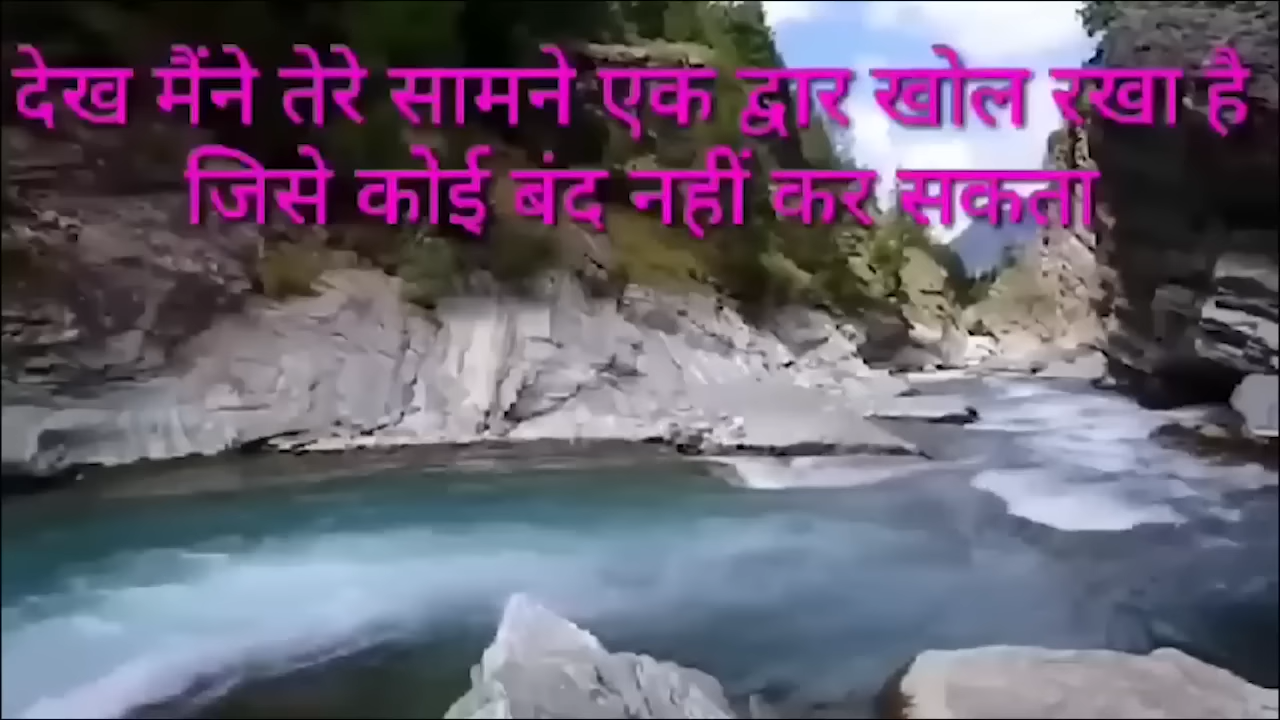 देख मैंने तेरे सामने एक द्वार खोल रखा है
जिसे कोई बंद नहीं कर सकता